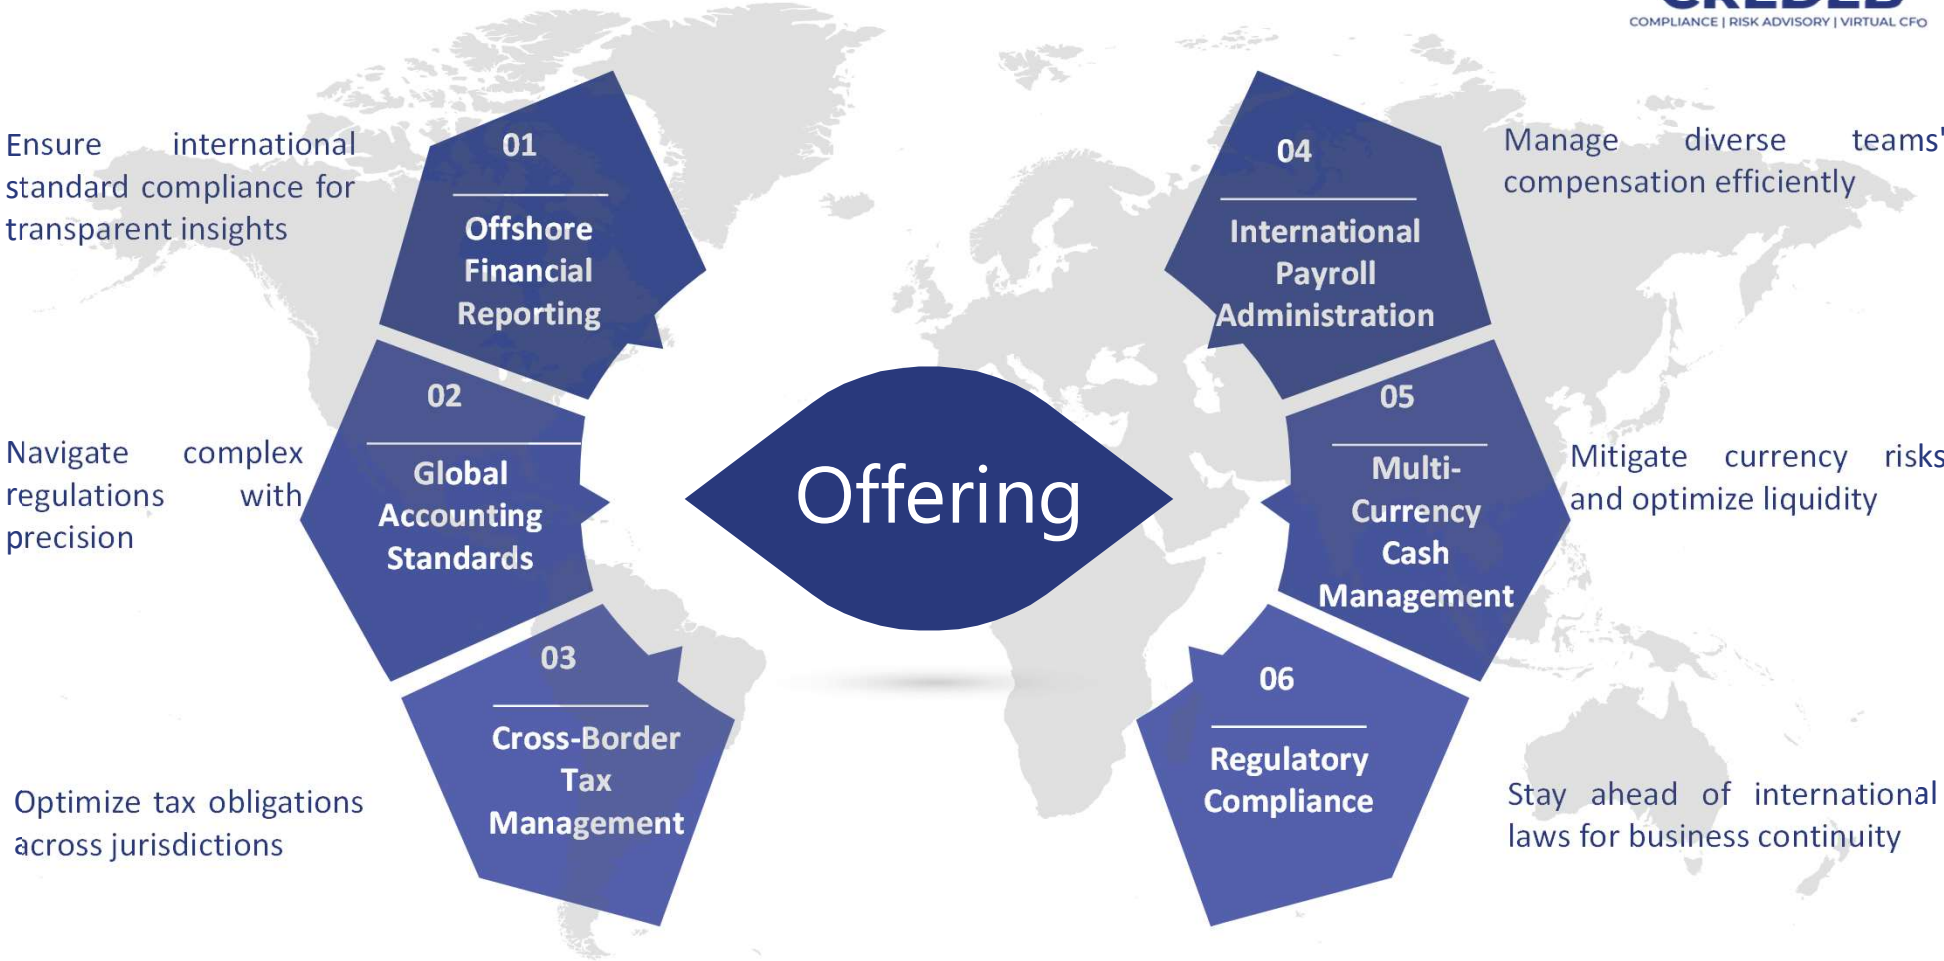 CREDEB
COMPLIANCE | RISK ADVISORY | VIRTUAL CFO
Ensure international
standard compliance for
transparent insights
01
Offshore
Financial
Reporting
Navigate complex
regulations with
precision
02
Global
Accounting
Standards
Optimize tax obligations
across jurisdictions
03
Cross-Border
Tax
Management
Offering
04
International
Payroll
Administration
Manage diverse teams'
compensation efficiently
05
Multi-
Currency
Cash
Management
Mitigate currency risks
and optimize liquidity
06
Regulatory
Compliance
Stay ahead of international
laws for business continuity